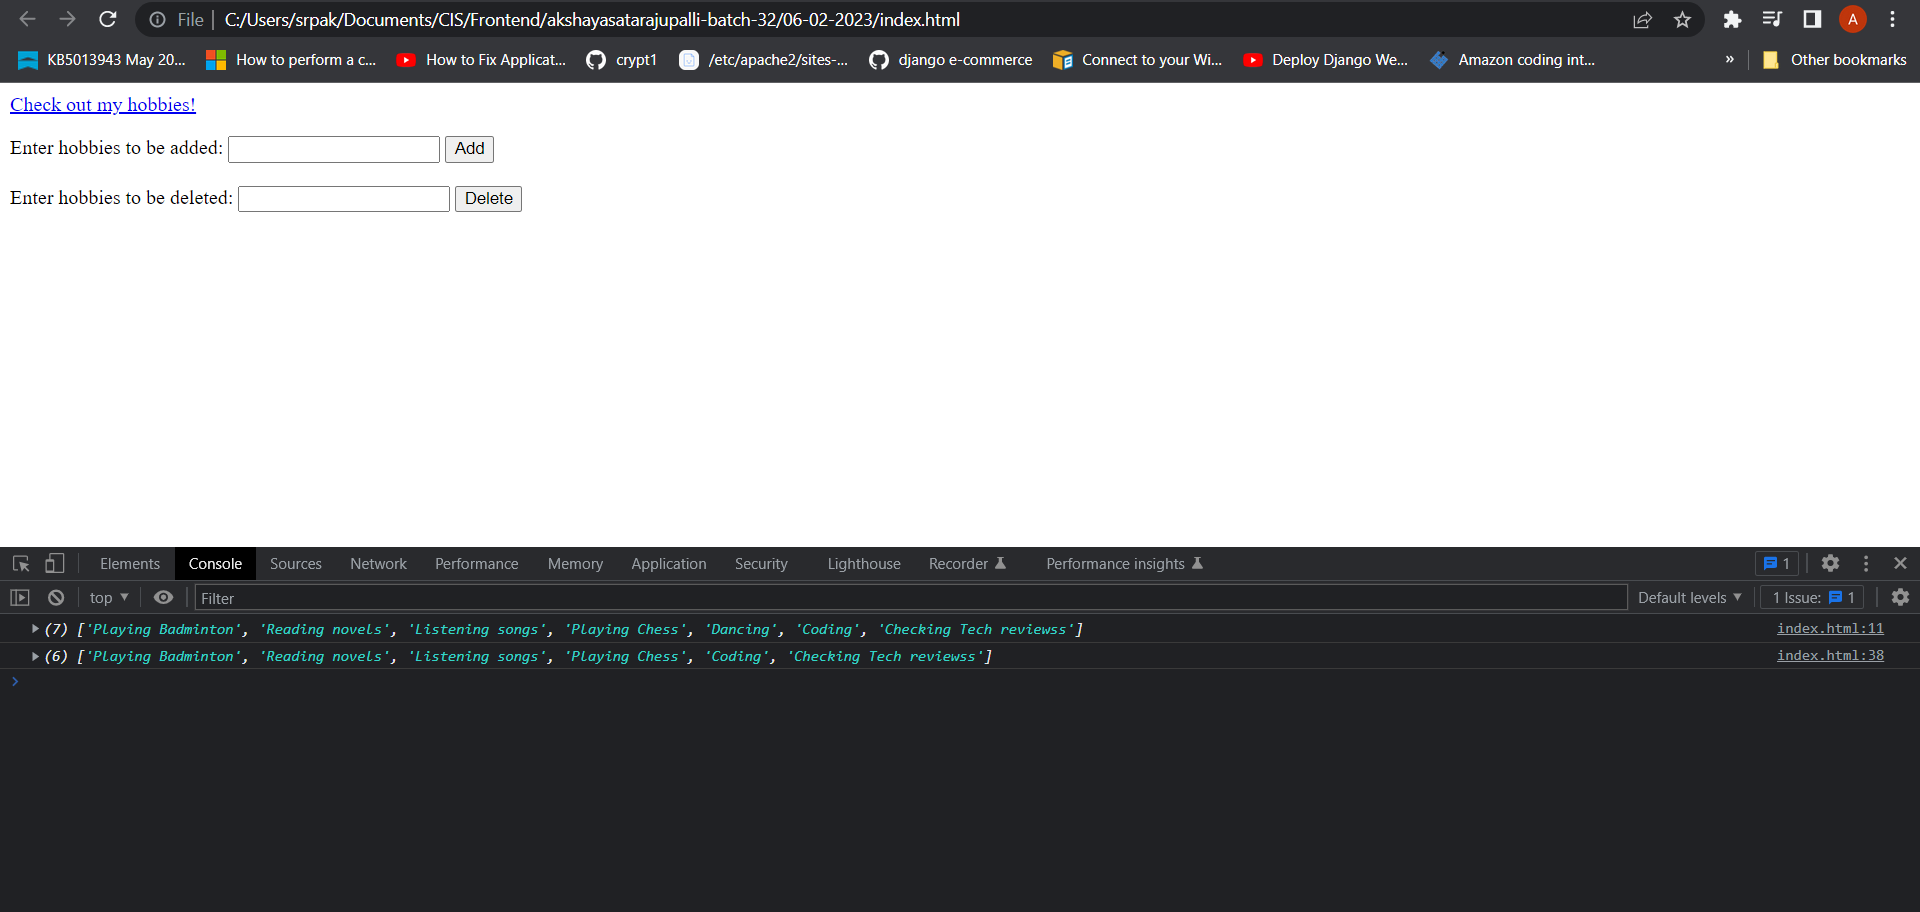 File | C:/Users/srpak/Documents/CIS/Frontend/akshayasatarajupalli-batch-32/06-02-2023/index.html A
KB5013943 May 20... How to perform a c... How to Fix Applicat... crypt1 /etc/apache2/sites-... django e-commerce Connect to your Wi... Deploy Django We... Amazon coding int... » Other bookmarks
Check out my hobbies!
Enter hobbies to be added: Add
Enter hobbies to be deleted: Delete
Elements Console Sources Network Performance Memory Application Security Lighthouse Recorder Performance insights 1
top Filter Default levels 1 Issue: 1
(7) ['Playing Badminton', 'Reading novels', 'Listening songs', 'Playing Chess', 'Dancing', 'Coding', 'Checking Tech reviewss'] index.html:11
(6) ['Playing Badminton', 'Reading novels', 'Listening songs', 'Playing Chess', 'Coding', 'Checking Tech reviewss'] index.html:38